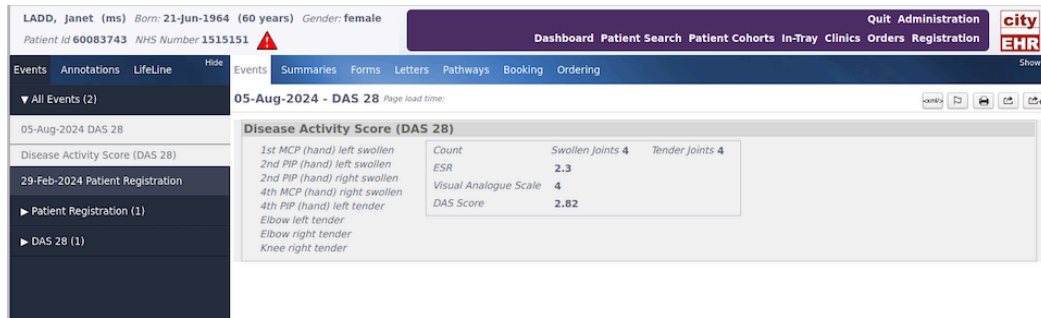 LADD, Janet (ms) Born: 21-Jun-1964 (60 years) Gender: female
Patient Id 60083743 NHS Number 1515151
Quit Administration
Dashboard Patient Search Patient Cohorts In-Tray Clinics Orders Registration
city
EHR
Events Annotations LifeLine Hide
Events Summaries Forms Letters Pathways Booking Ordering Show
▼ All Events (2)
05-Aug-2024 DAS 28
Disease Activity Score (DAS 28)
29-Feb-2024 Patient Registration
▶ Patient Registration (1)
▶ DAS 28 (1)
05-Aug-2024 - DAS 28 Page load time:
Disease Activity Score (DAS 28)
1st MCP (hand) left swollen
2nd PIP (hand) left swollen
2nd PIP (hand) right swollen
4th MCP (hand) right swollen
4th PIP (hand) left tender
Elbow left tender
Elbow right tender
Knee right tender
Count Swollen Joints 4 Tender Joints 4
ESR 2.3
Visual Analogue Scale 4
DAS Score 2.82